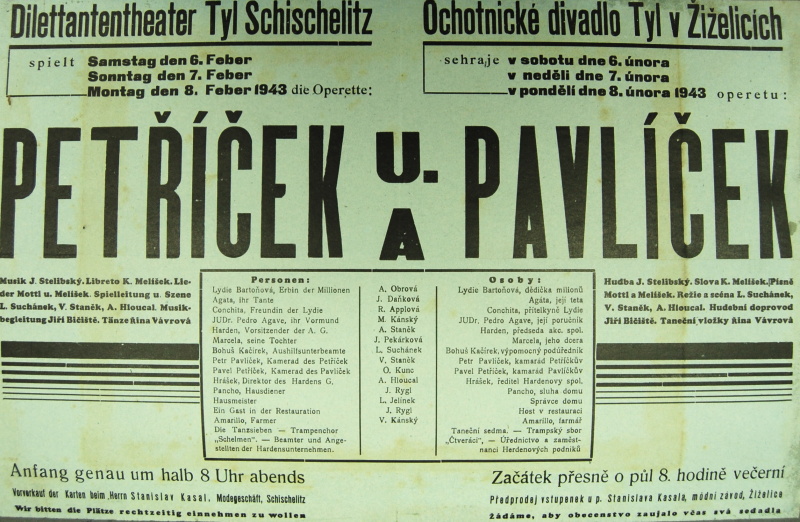 Dilettantentheater Tyl Schischelitz
spielt Samstag den 6. Feber
Sonntag den 7. Feber
Montag den 8. Feber 1943 die Operette:
Ochotnické divadlo Tyl v Žiželicích
sehraje v sobotu dne 6. února
v neděli dne 7. února
v pondělí dne 8. února 1943 operetu:
PETŘÍČEK U. A PAVLÍČEK
Musik J. Stelibský. Libreto K. Melíšek. Lie-
der Mottl u. Melíšek. Spielleitung u. Szene
L. Suchánek, V. Staněk, A. Hloucal. Musik-
begleitung Jiří Bičiště. Tänze Ňina Vávrová
Personen:
Lydie Bartoňová, Erbin der Millionen
Agata, ihr Tante
Conchita, Freundin der Lydie
JUDr. Pedro Agave, ihr Vormund
Harden, Vorsitzender der A. G.
Marcela, seine Tochter
Bohuš Kačírek, Aushilfsunterbeamte
Petr Pavlíček, Kamerad des Petříček
Pavel Petříček, Kamerad des Pavlíček
Hrášek, Direktor des Hardens G.
Pancho, Hausdiener
Hausmeister
Ein Gast in der Restauration
Amarillo, Farmer
Die Tanzsieben — Trampenchor
„Schelmen". — Beamter und Ange-
stellten der Hardensunternehmen.
A. Obrová
J. Daňková
R. Applová
M. Kánský
A. Staněk
J. Pekárková
L. Suchánek
V. Staněk
O. Kunc
A. Hloucal
J. Rygl
L. Jelínek
J. Rygl
V. Kánský
Osoby:
Lydie Bartoňová, dědička milionů
Agáta, její teta
Conchita, přítelkyně Lydie
JUDr. Pedro Agave, její poručník
Harden, předseda akc. spol.
Marcela, jeho dcera
Bohuš Kačírek, výpomocný podúředník
Petr Pavlíček, kamarád Petříčkův
Pavel Petříček, kamarád Pavlíčkův
Hrášek, ředitel Hardenovy spol.
Pancho, sluha domu
Správce domu
Host v restauraci
Amarillo, farmář
Taneční sedma. — Trampský sbor
„Čtveráci". — Úřednictvo a zaměst-
nanci Herdenových podniků
Hudba J. Stelibský. Slova K. Melíšek. Písně
Mottl a Melíšek. Režie a scéna L. Suchánek,
V. Staněk, A. Hloucal. Hudební doprovod
Jiří Bičiště. Taneční vložky Ňina Vávrová
Anfang genau um halb 8 Uhr abends
Vorverkauf der Karten beim Herrn Stanislav Kasal, Modegeschäft, Schischelitz
Wir bitten die Plätze rechtzeitig einnehmen zu wollen
Začátek přesně o půl 8. hodině večerní
Předprodej vstupenek u p. Stanislava Kasala, módní závod, Žiželice
Žádáme, aby obecenstvo zaujalo včas svá sedadla